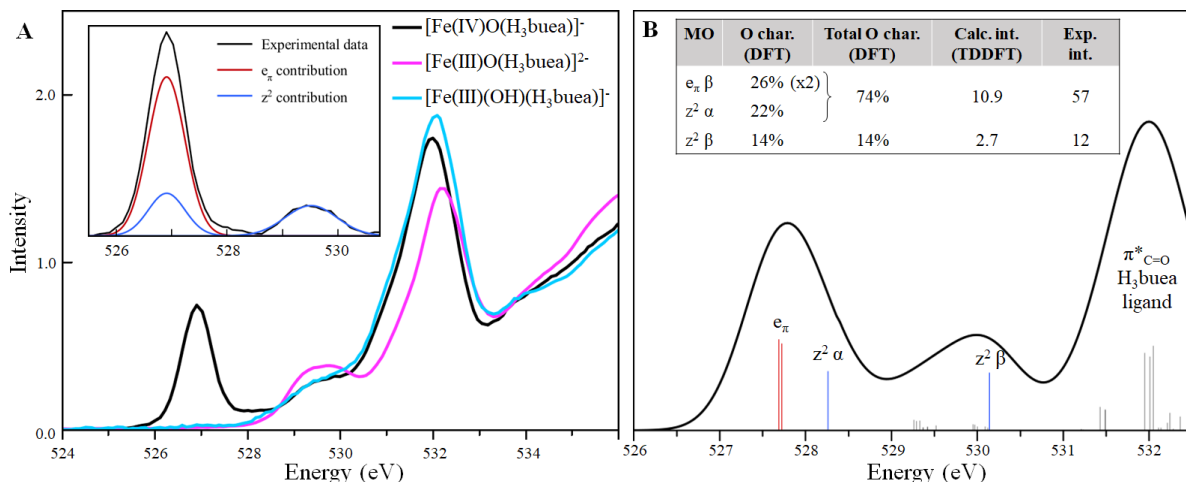 A
[Fe(IV)O(H₃buea)]⁻
[Fe(III)O(H₃buea)]²⁻
[Fe(III)(OH)(H₃buea)]⁻
Experimental data
eπ contribution
z² contribution
526 528 530
2.0
1.0
0.0
Intensity
524 526 528 530 532 534
Energy (eV)
B
MO O char. (DFT) Total O char. (DFT) Calc. int. (TDDFT) Exp. int.
eπ β 26% (x2)
74% 10.9 57
z² α 22%
z² β 14% 14% 2.7 12
π*C=O
H₃buea
ligand
eπ
z² α
z² β
526 527 528 529 530 531 532
Energy (eV)